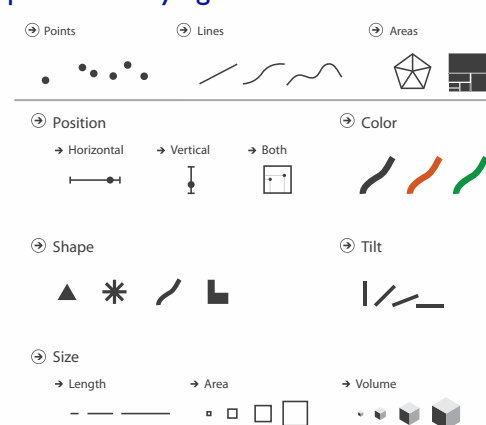 Points
Lines
Areas
Position
Horizontal
Vertical
Both
Color
Shape
Tilt
Size
Length
Area
Volume